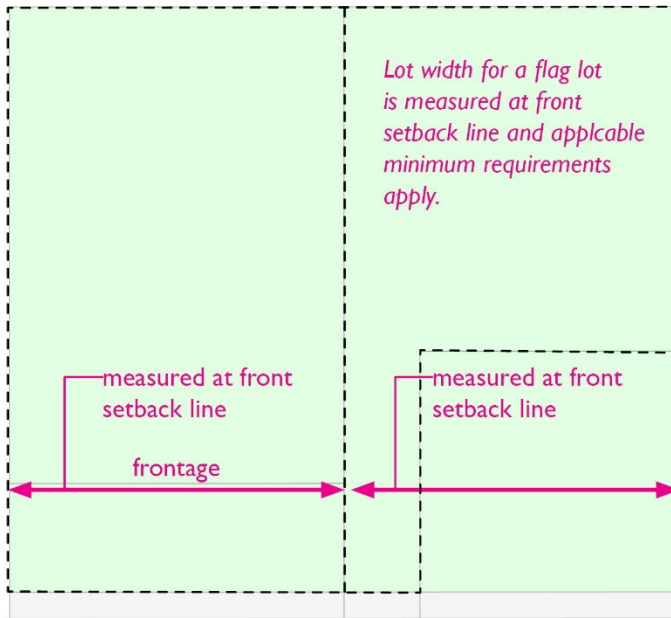 Lot width for a flag lot
is measured at front
setback line and applcable
minimum requirements
apply.
measured at front
setback line
measured at front
setback line
frontage